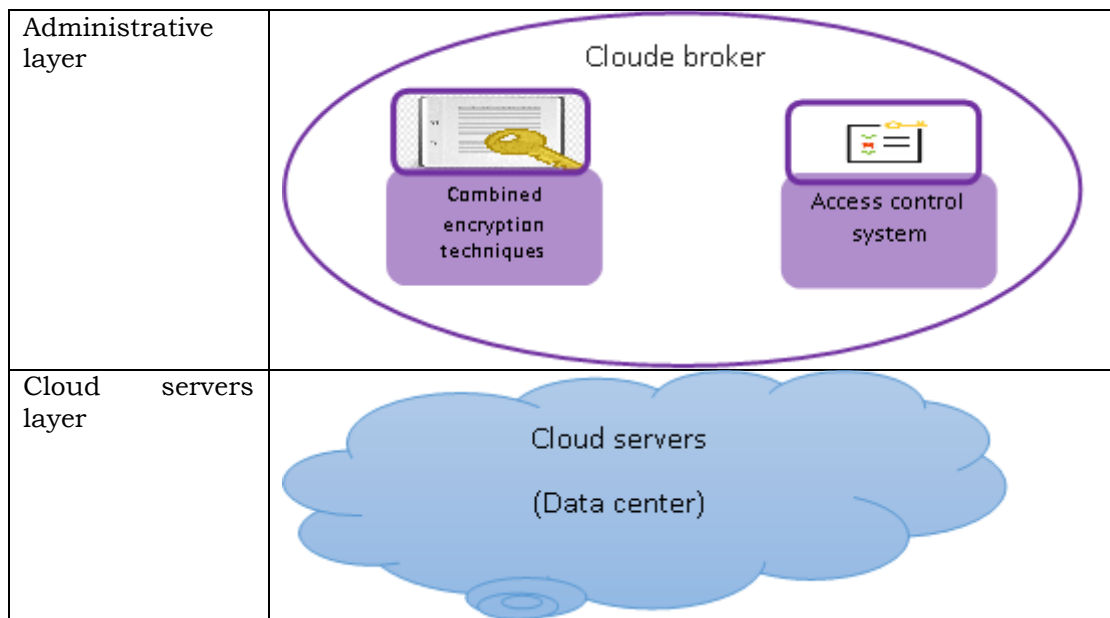 Administrative
layer
Cloude broker
Combined
encryption
techniques
Access control
system
Cloud servers
layer
Cloud servers
(Data center)